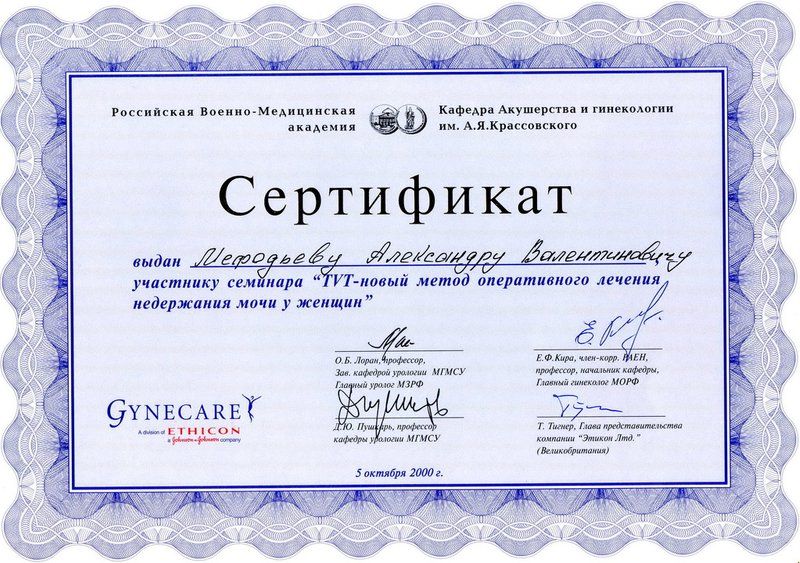 Российская Военно-Медицинская
академия
Кафедра Акушерства и гинекологии
им. А.Я.Крассовского
Сертификат
выдан Мефодьеву Александру Валентиновичу
участнику семинара “TVT-новый метод оперативного лечения
недержания мочи у женщин”
О.Б. Лоран, профессор,
Зав. кафедрой урологии МГМСУ
Главный уролог МЗРФ
Е.Ф.Кира, член-корр. РАЕН,
профессор, начальник кафедры,
Главный гинеколог МОРФ
GYNECARE
A division of ETHICON
a Johnson & Johnson company
Д.Ю. Пушкарь, профессор
кафедры урологии МГМСУ
Т. Тигнер, Глава представительства
компании “Этикон Лтд.”
(Великобритания)
5 октября 2000 г.